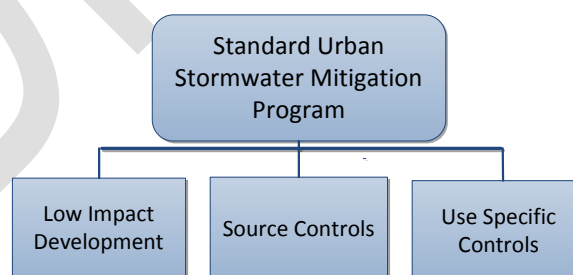 Standard Urban
Stormwater Mitigation
Program
Low Impact
Development
Source Controls
Use Specific
Controls